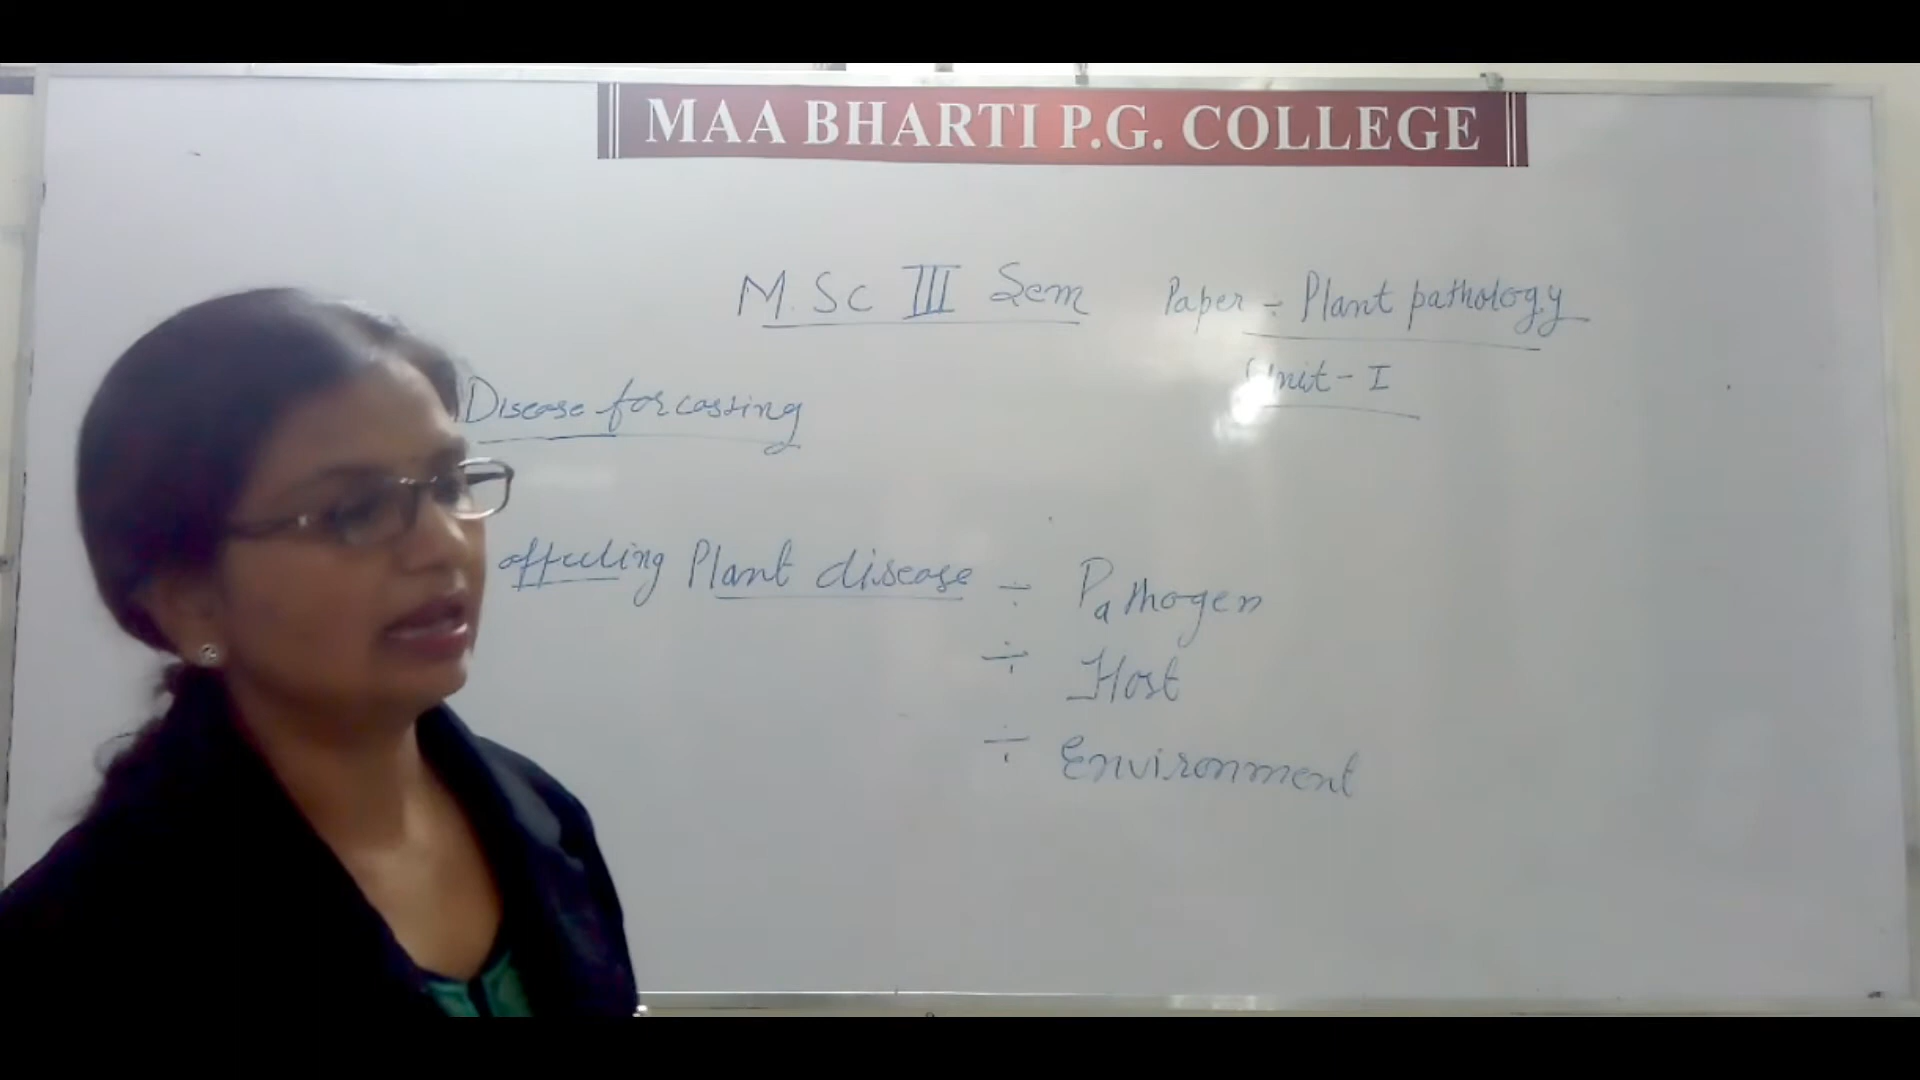 MAA BHARTI P.G. COLLEGE
M.Sc III Sem Paper ÷ Plant pathology
Unit - I
Disease forcasting
affecting Plant disease ÷ Pathogen
÷ Host
÷ Environment